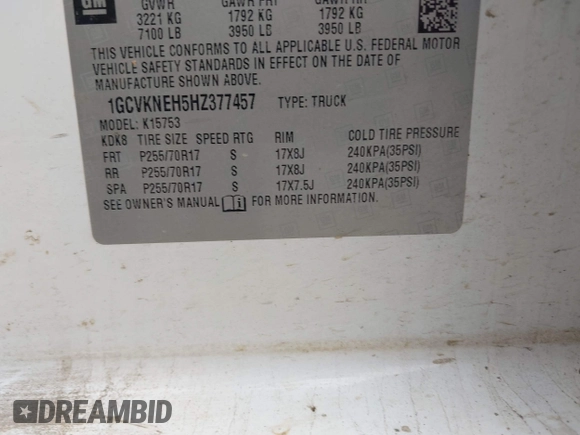 GM
GVWR GAWR FRT GAWR RR
3221 KG 1792 KG 1792 KG
7100 LB 3950 LB 3950 LB
THIS VEHICLE CONFORMS TO ALL APPLICABLE U.S. FEDERAL MOTOR
VEHICLE SAFETY STANDARDS IN EFFECT ON THE DATE OF
MANUFACTURE SHOWN ABOVE.
1GCVKNEH5HZ377457 TYPE: TRUCK
MODEL: K15753
KDK8 TIRE SIZE SPEED RTG RIM COLD TIRE PRESSURE
FRT P255/70R17 S 17X8J 240KPA(35PSI)
RR P255/70R17 S 17X8J 240KPA(35PSI)
SPA P255/70R17 S 17X7.5J 240KPA(35PSI)
SEE OWNER'S MANUAL i FOR MORE INFORMATION.
DREAMBID